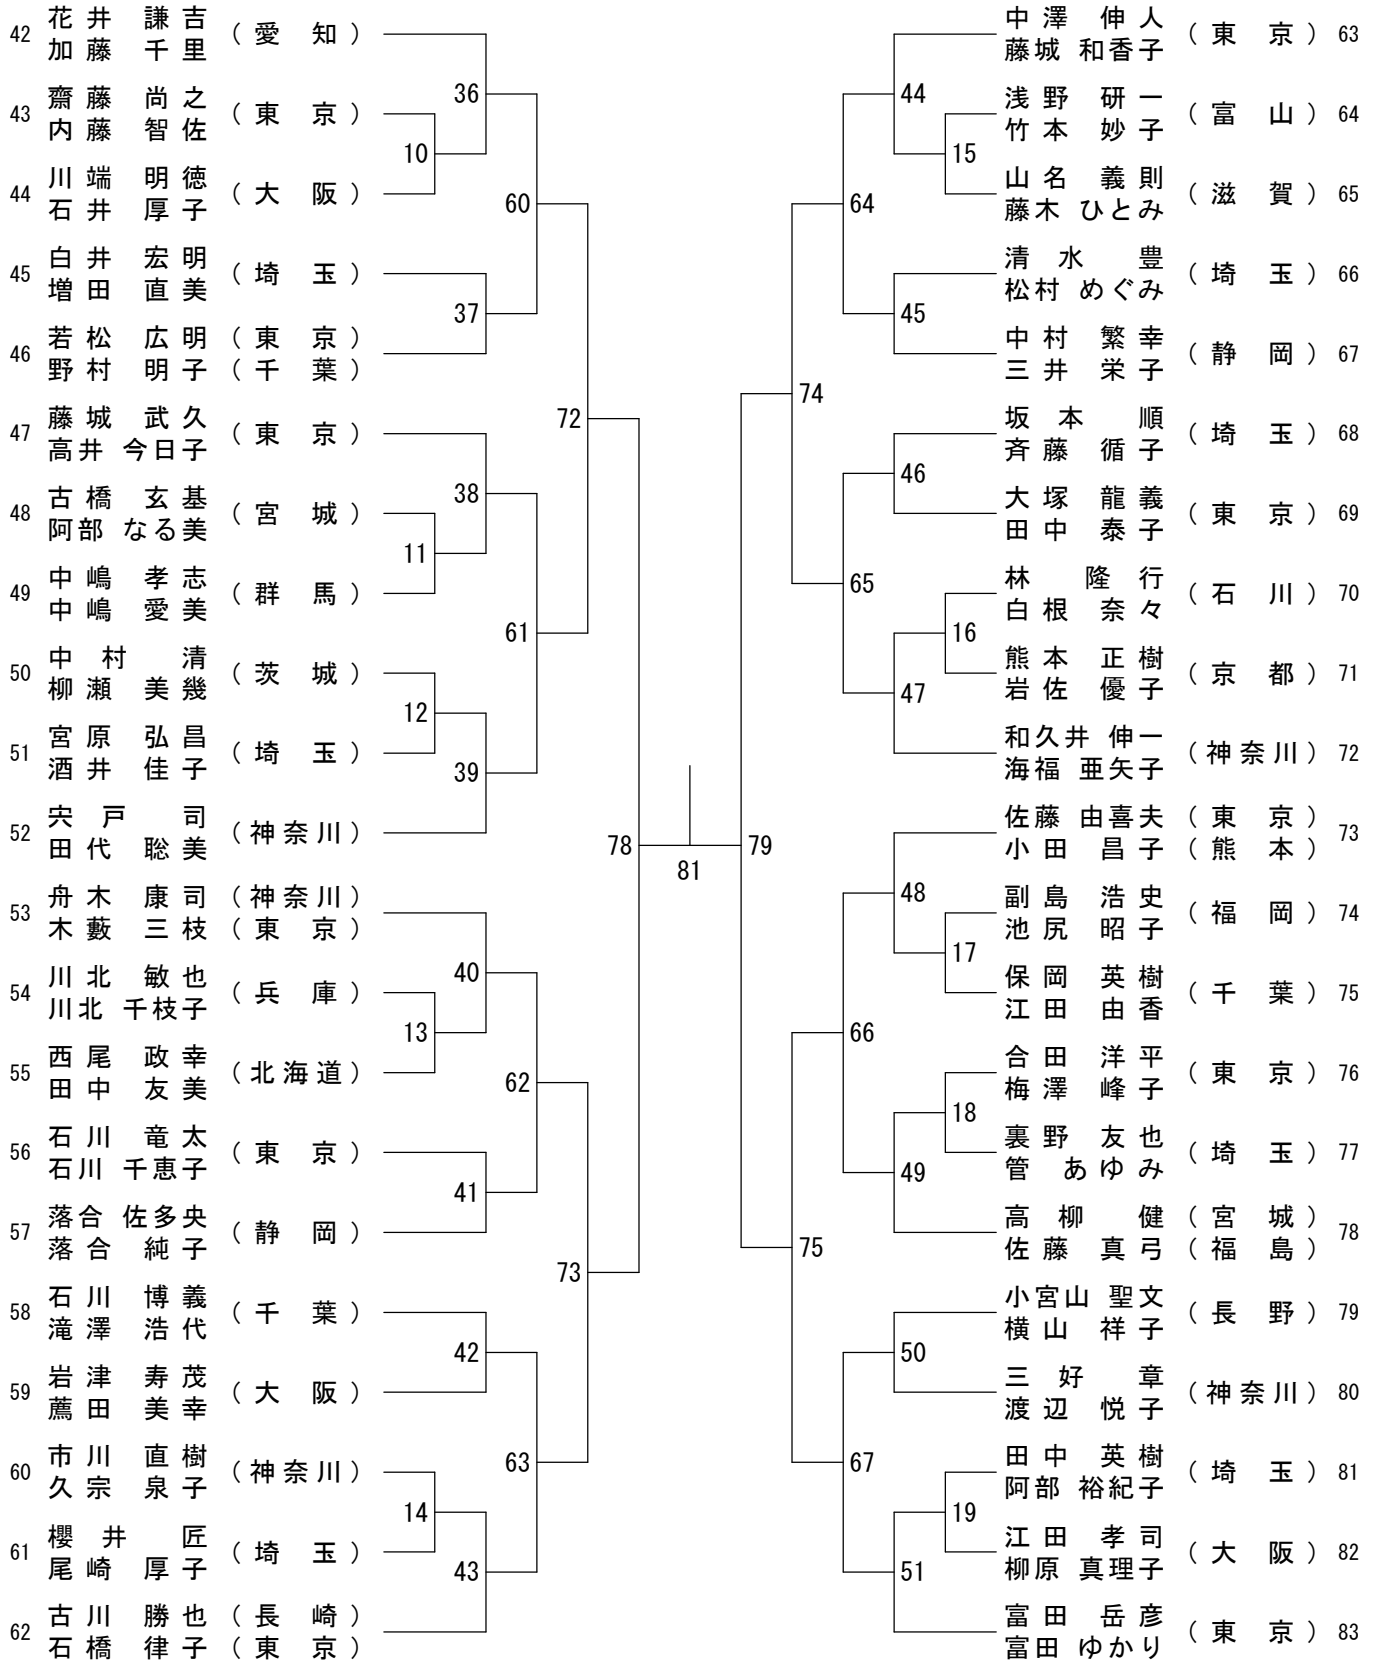 42 花井 謙吉 加藤 千里 (愛知)
43 齋藤 尚之 内藤 智佐 (東京)
44 川端 明徳 石井 厚子 (大阪)
45 白井 宏明 増田 直美 (埼玉)
46 若松 広明 (東京) 野村 明子 (千葉)
47 藤城 武久 高井 今日子 (東京)
48 古橋 玄基 阿部 なる美 (宮城)
49 中嶋 孝志 中嶋 愛美 (群馬)
50 中村 清 柳瀬 美幾 (茨城)
51 宮原 弘昌 酒井 佳子 (埼玉)
52 宍戸 司 田代 聡美 (神奈川)
53 舟木 康司 (神奈川) 木藪 三枝 (東京)
54 川北 敏也 川北 千枝子 (兵庫)
55 西尾 政幸 田中 友美 (北海道)
56 石川 竜太 石川 千恵子 (東京)
57 落合 佐多央 落合 純子 (静岡)
58 石川 博義 滝澤 浩代 (千葉)
59 岩津 寿茂 薦田 美幸 (大阪)
60 市川 直樹 久宗 泉子 (神奈川)
61 櫻井 匠 尾崎 厚子 (埼玉)
62 古川 勝也 (長崎) 石橋 律子 (東京)
10
11
12
13
14
36
37
38
39
40
41
42
43
60
61
62
63
72
73
78
81
79
74
75
64
65
66
67
44
45
46
47
48
49
50
51
15
16
17
18
19
中澤 伸人 藤城 和香子 (東京) 63
浅野 研一 竹本 妙子 (富山) 64
山名 義則 藤木 ひとみ (滋賀) 65
清水 豊 松村 めぐみ (埼玉) 66
中村 繁幸 三井 栄子 (静岡) 67
坂本 順 斉藤 循子 (埼玉) 68
大塚 龍義 田中 泰子 (東京) 69
林 隆行 白根 奈々 (石川) 70
熊本 正樹 岩佐 優子 (京都) 71
和久井 伸一 海福 亜矢子 (神奈川) 72
佐藤 由喜夫 (東京) 小田 昌子 (熊本) 73
副島 浩史 池尻 昭子 (福岡) 74
保岡 英樹 江田 由香 (千葉) 75
合田 洋平 梅澤 峰子 (東京) 76
裏野 友也 管 あゆみ (埼玉) 77
高柳 健 (宮城) 佐藤 真弓 (福島) 78
小宮山 聖文 横山 祥子 (長野) 79
三好 章 渡辺 悦子 (神奈川) 80
田中 英樹 阿部 裕紀子 (埼玉) 81
江田 孝司 柳原 真理子 (大阪) 82
富田 岳彦 富田 ゆかり (東京) 83